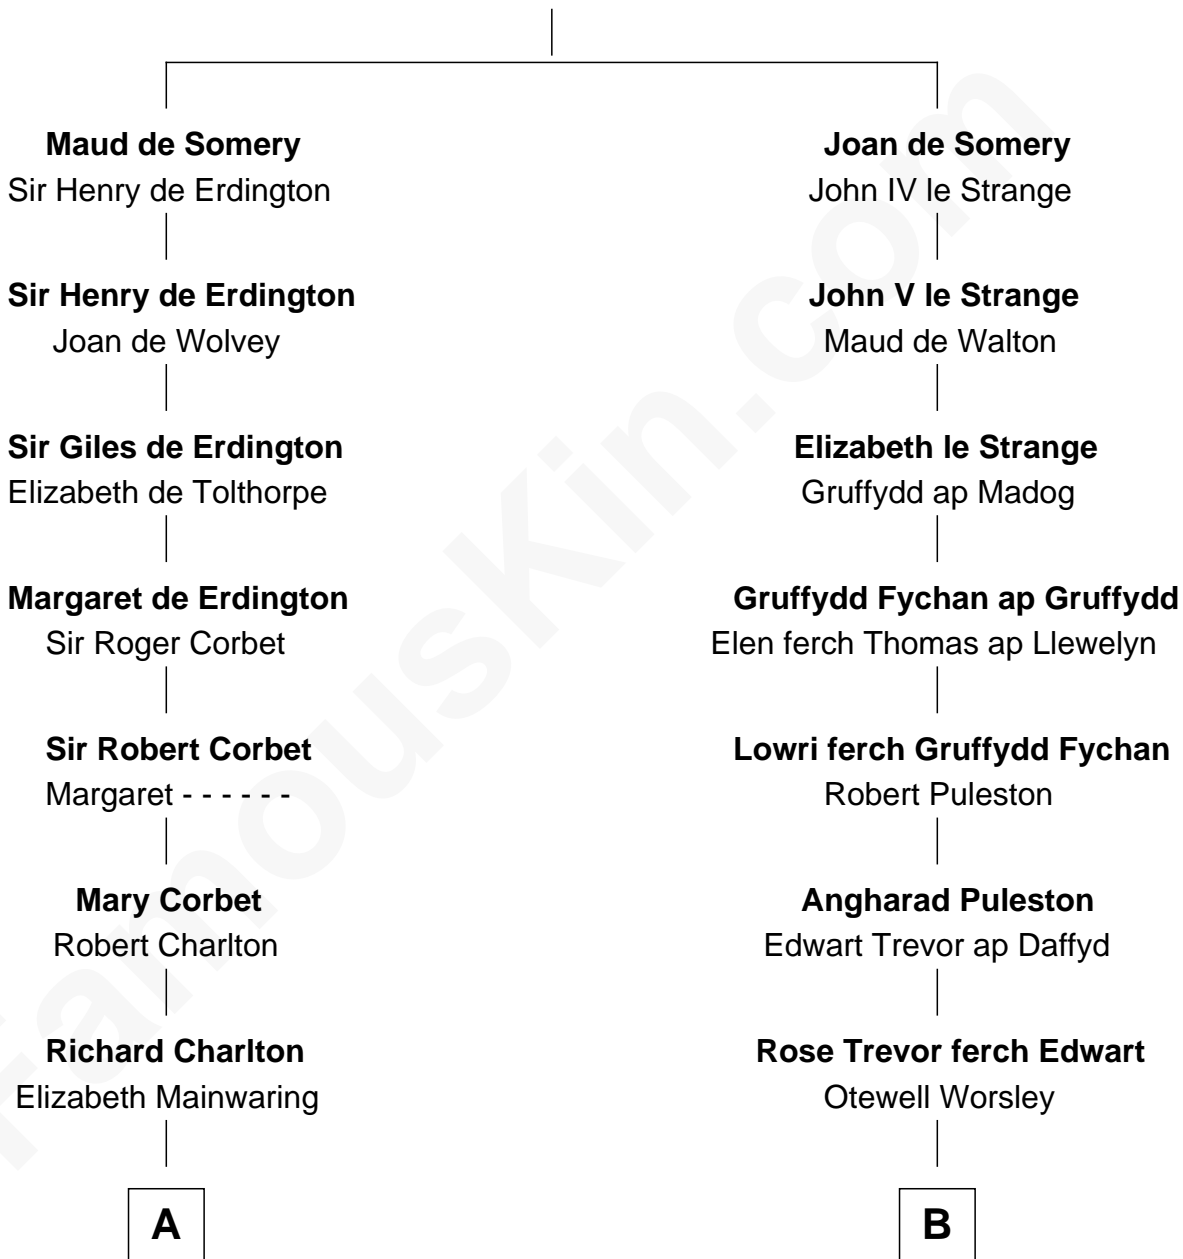 Maud de Somery
Sir Henry de Erdington
Sir Henry de Erdington
Joan de Wolvey
Sir Giles de Erdington
Elizabeth de Tolthorpe
Margaret de Erdington
Sir Roger Corbet
Sir Robert Corbet
Margaret - - - - - -
Mary Corbet
Robert Charlton
Richard Charlton
Elizabeth Mainwaring
A
Joan de Somery
John IV le Strange
John V le Strange
Maud de Walton
Elizabeth le Strange
Gruffydd ap Madog
Gruffydd Fychan ap Gruffydd
Elen ferch Thomas ap Llewelyn
Lowri ferch Gruffydd Fychan
Robert Puleston
Angharad Puleston
Edwart Trevor ap Daffyd
Rose Trevor ferch Edwart
Otewell Worsley
B
FamousKin.com